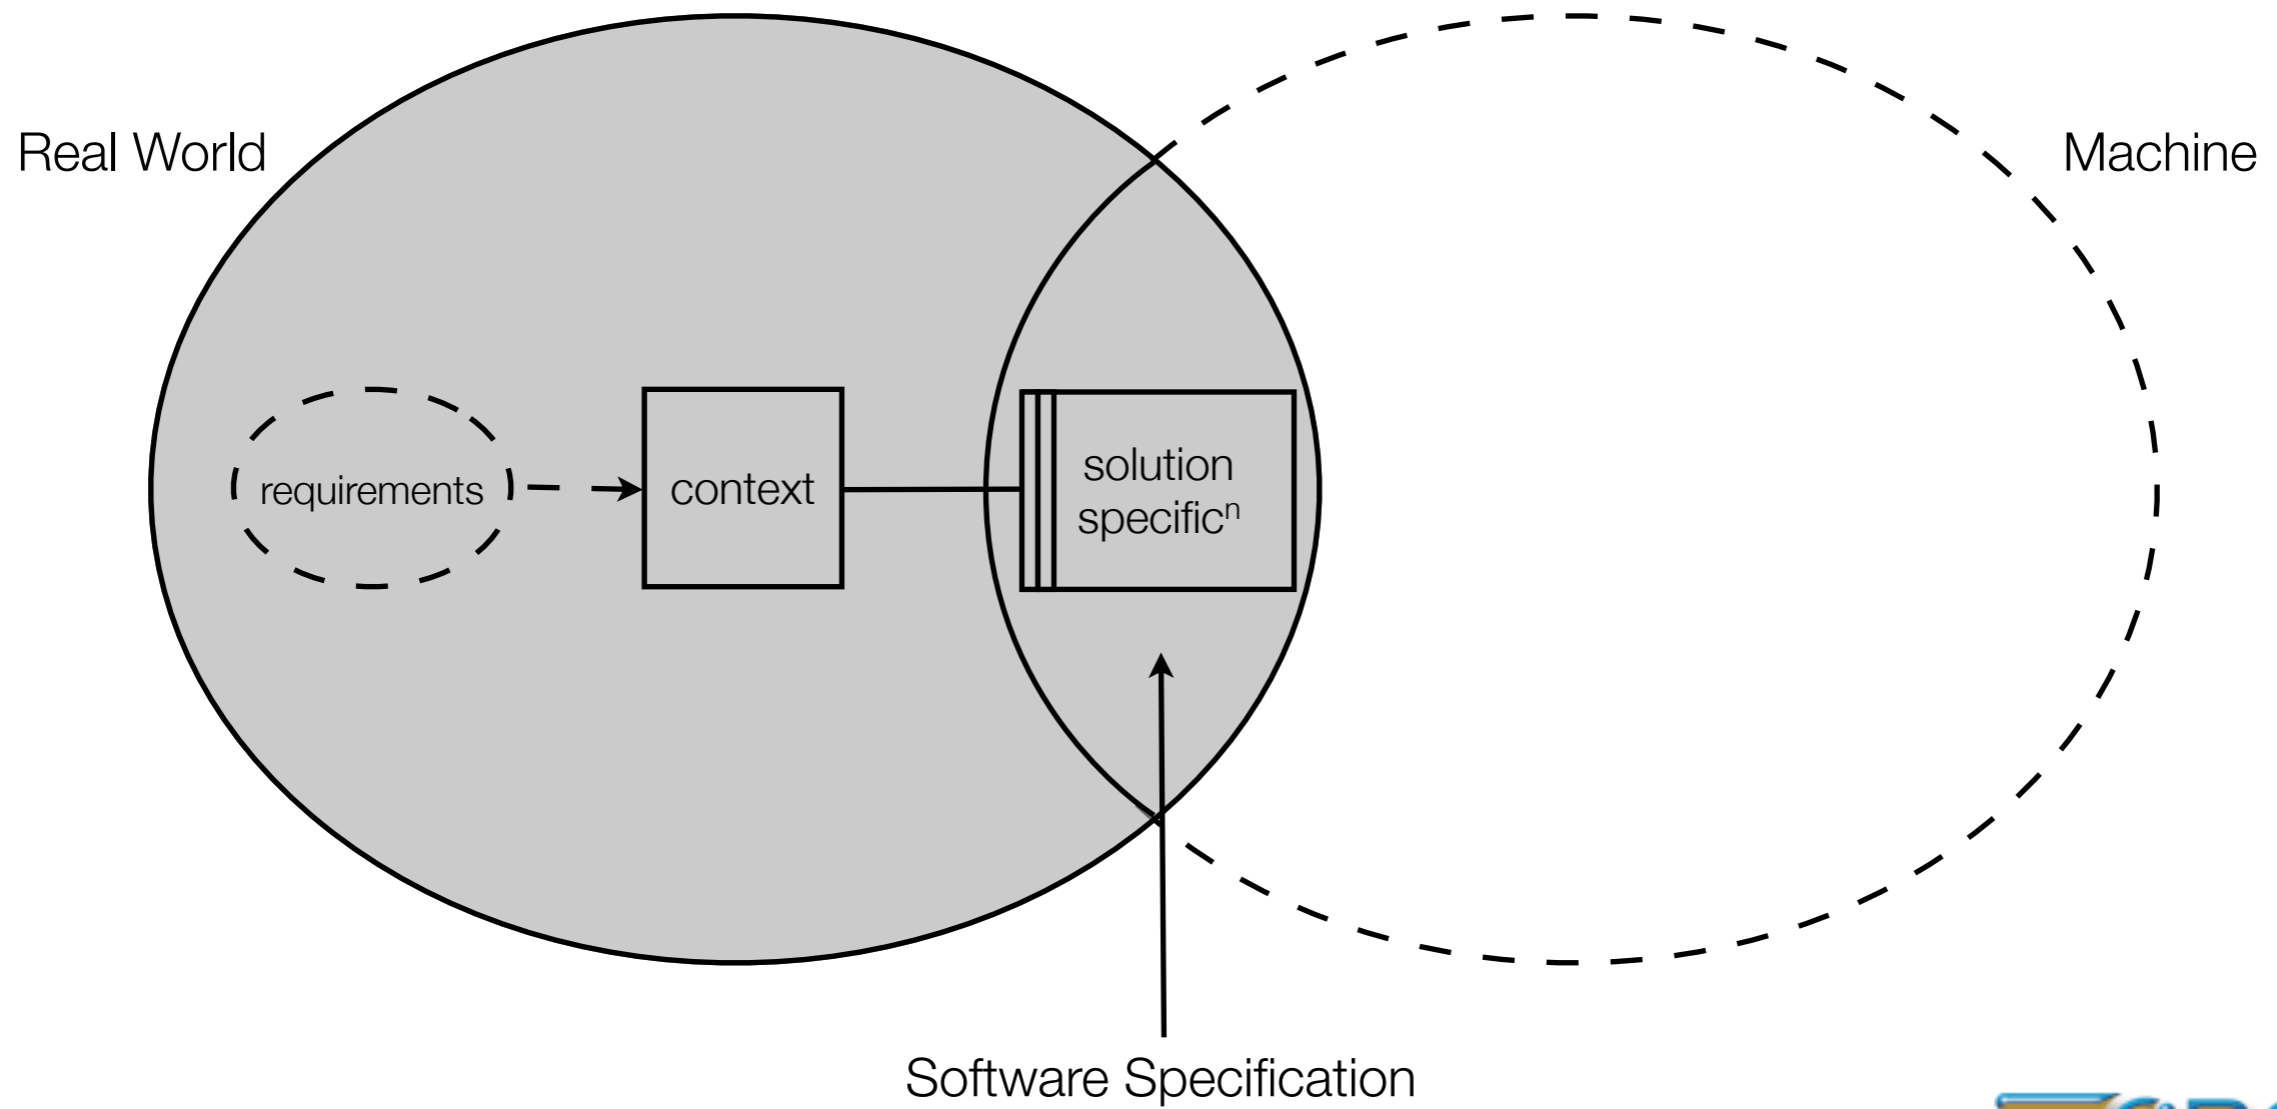 Real World
Machine
requirements
context
solution
specificⁿ
Software Specification